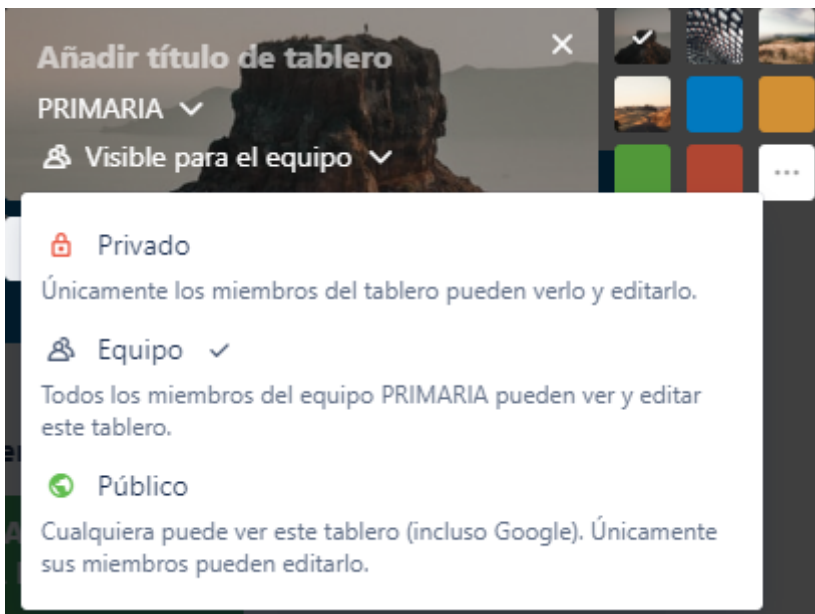 Añadir título de tablero
PRIMARIA
Visible para el equipo
Privado
Únicamente los miembros del tablero pueden verlo y editarlo.
Equipo
Todos los miembros del equipo PRIMARIA pueden ver y editar
este tablero.
Público
Cualquiera puede ver este tablero (incluso Google). Únicamente
sus miembros pueden editarlo.